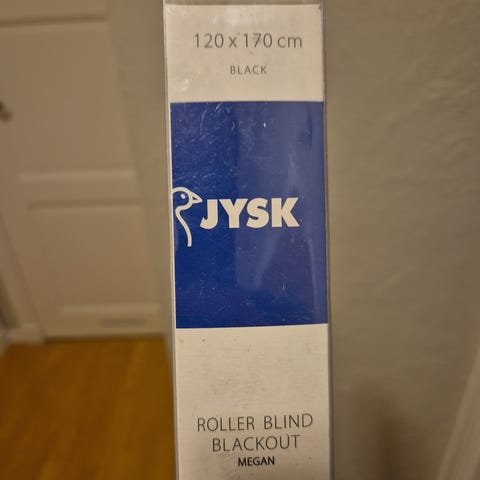 120 x 170 cm
BLACK
JYSK
ROLLER BLIND
BLACKOUT
MEGAN